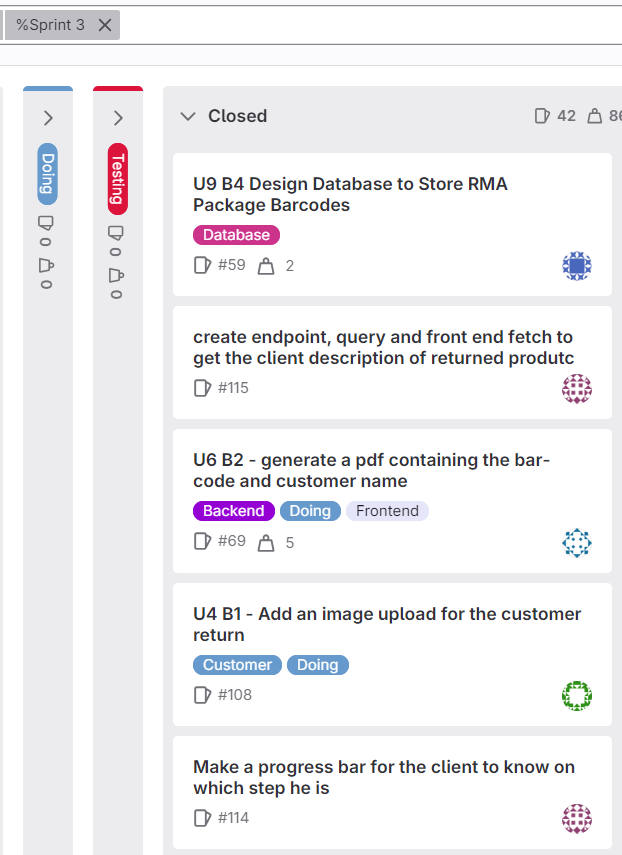 %Sprint 3
Doing
0
0
Testing
0
0
Closed
42
86
U9 B4 Design Database to Store RMA
Package Barcodes
Database
#59 2
create endpoint, query and front end fetch to
get the client description of returned produtc
#115
U6 B2 - generate a pdf containing the bar-
code and customer name
Backend Doing Frontend
#69 5
U4 B1 - Add an image upload for the customer
return
Customer Doing
#108
Make a progress bar for the client to know on
which step he is
#114